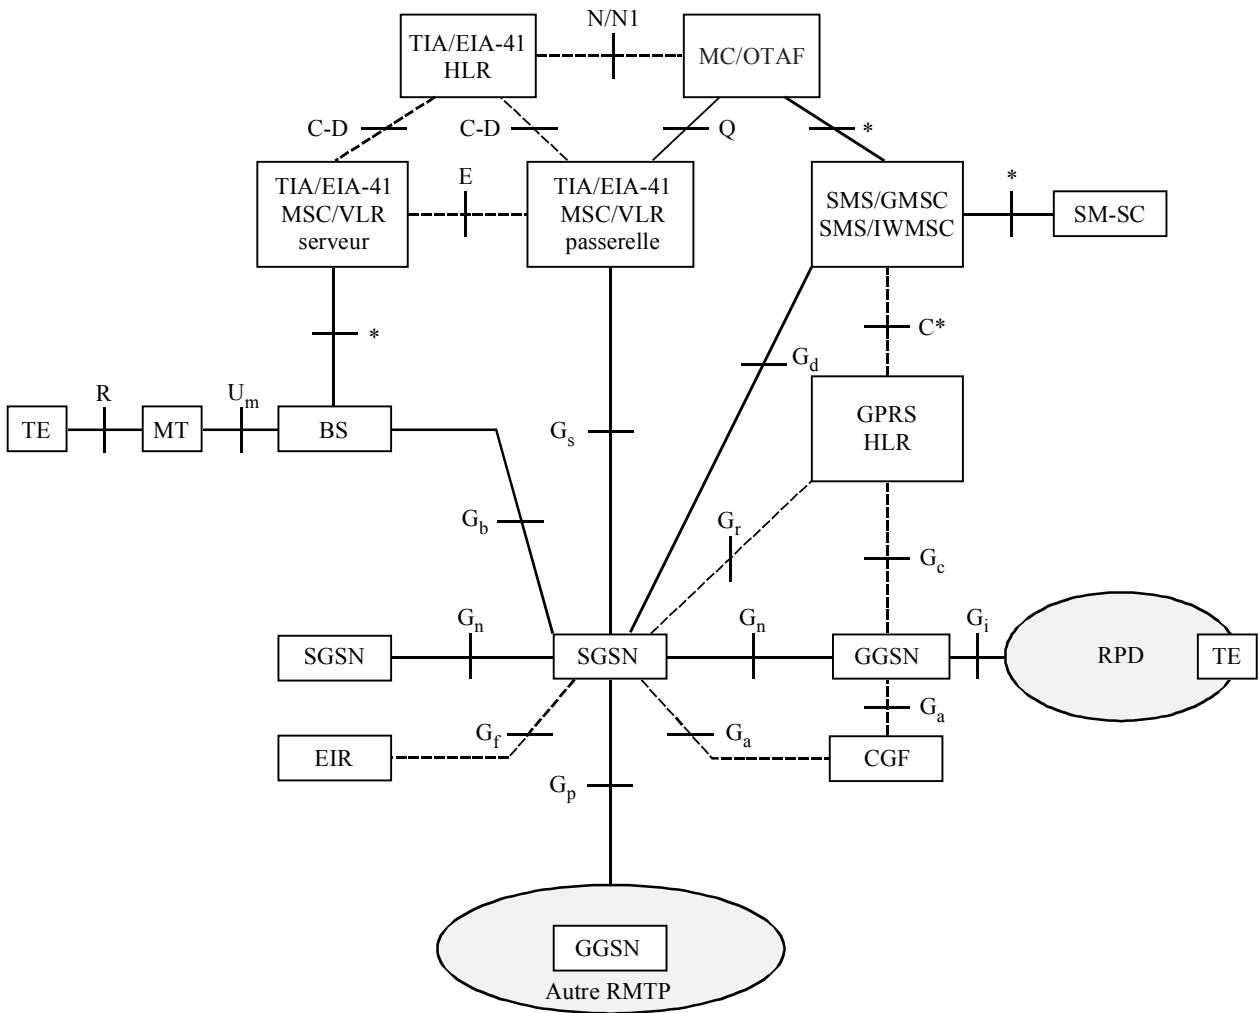 N/N1
TIA/EIA-41
HLR
MC/OTAF
C-D
C-D
Q
*
TIA/EIA-41
MSC/VLR
serveur
E
TIA/EIA-41
MSC/VLR
passerelle
SMS/GMSC
SMS/IWMSC
*
SM-SC
*
C*
Gd
R
Um
TE
MT
BS
Gs
GPRS
HLR
Gb
Gr
Gc
Gn
Gn
Gi
SGSN
SGSN
GGSN
RPD
TE
Gf
Ga
Ga
EIR
CGF
Gp
GGSN
Autre RMTP